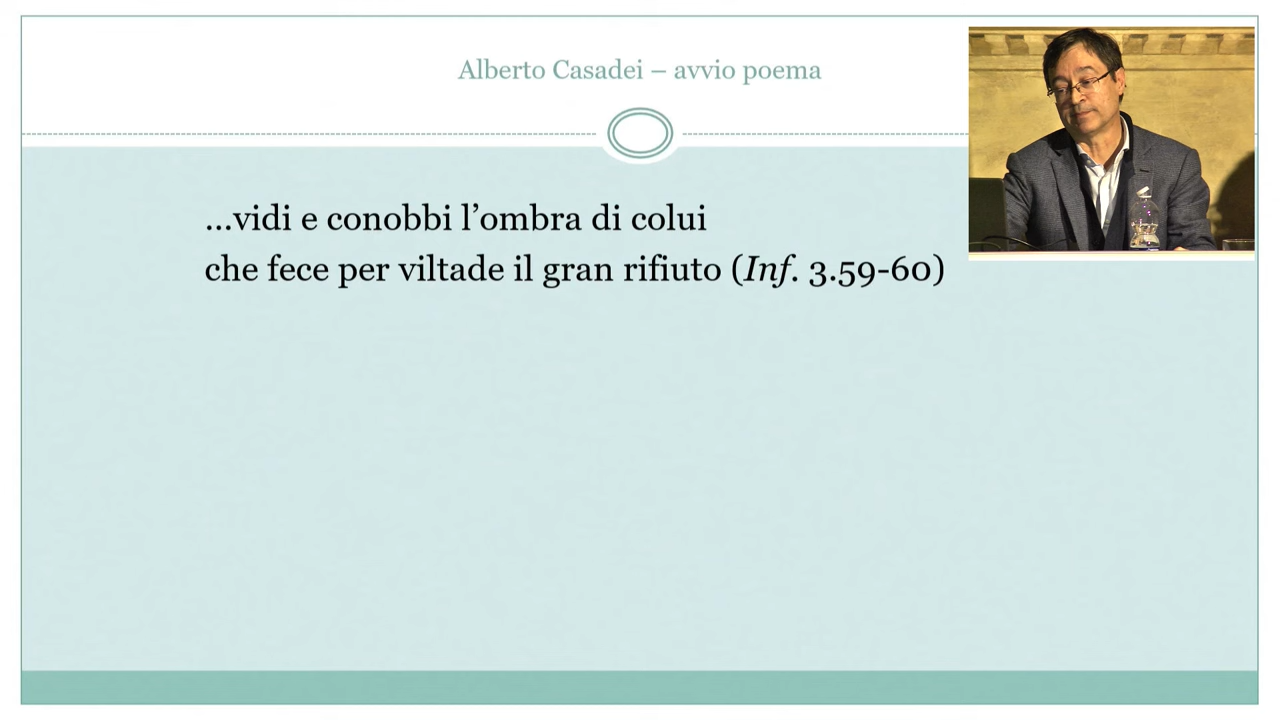 Alberto Casadei – avvio poema
…vidi e conobbi l’ombra di colui
che fece per viltade il gran rifiuto (Inf. 3.59-60)